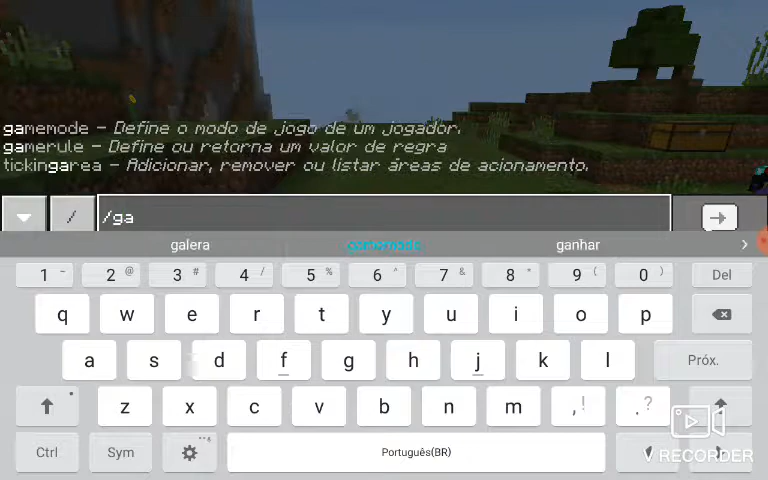 gamemode – Define o modo de jogo de um jogador.
gamerule – Define ou retorna um valor de regra
tickingarea – Adicionar, remover ou listar áreas de acionamento.
/ /ga
galera gamemode ganhar
1 – 2 @ 3 # 4 / 5 % 6 ^ 7 & 8 * 9 ( 0 ) Del
q w e r t y u i o p
a s d f g h j k l Próx.
z x c v b n m , ! . ?
Ctrl Sym Português(BR)
V RECORDER